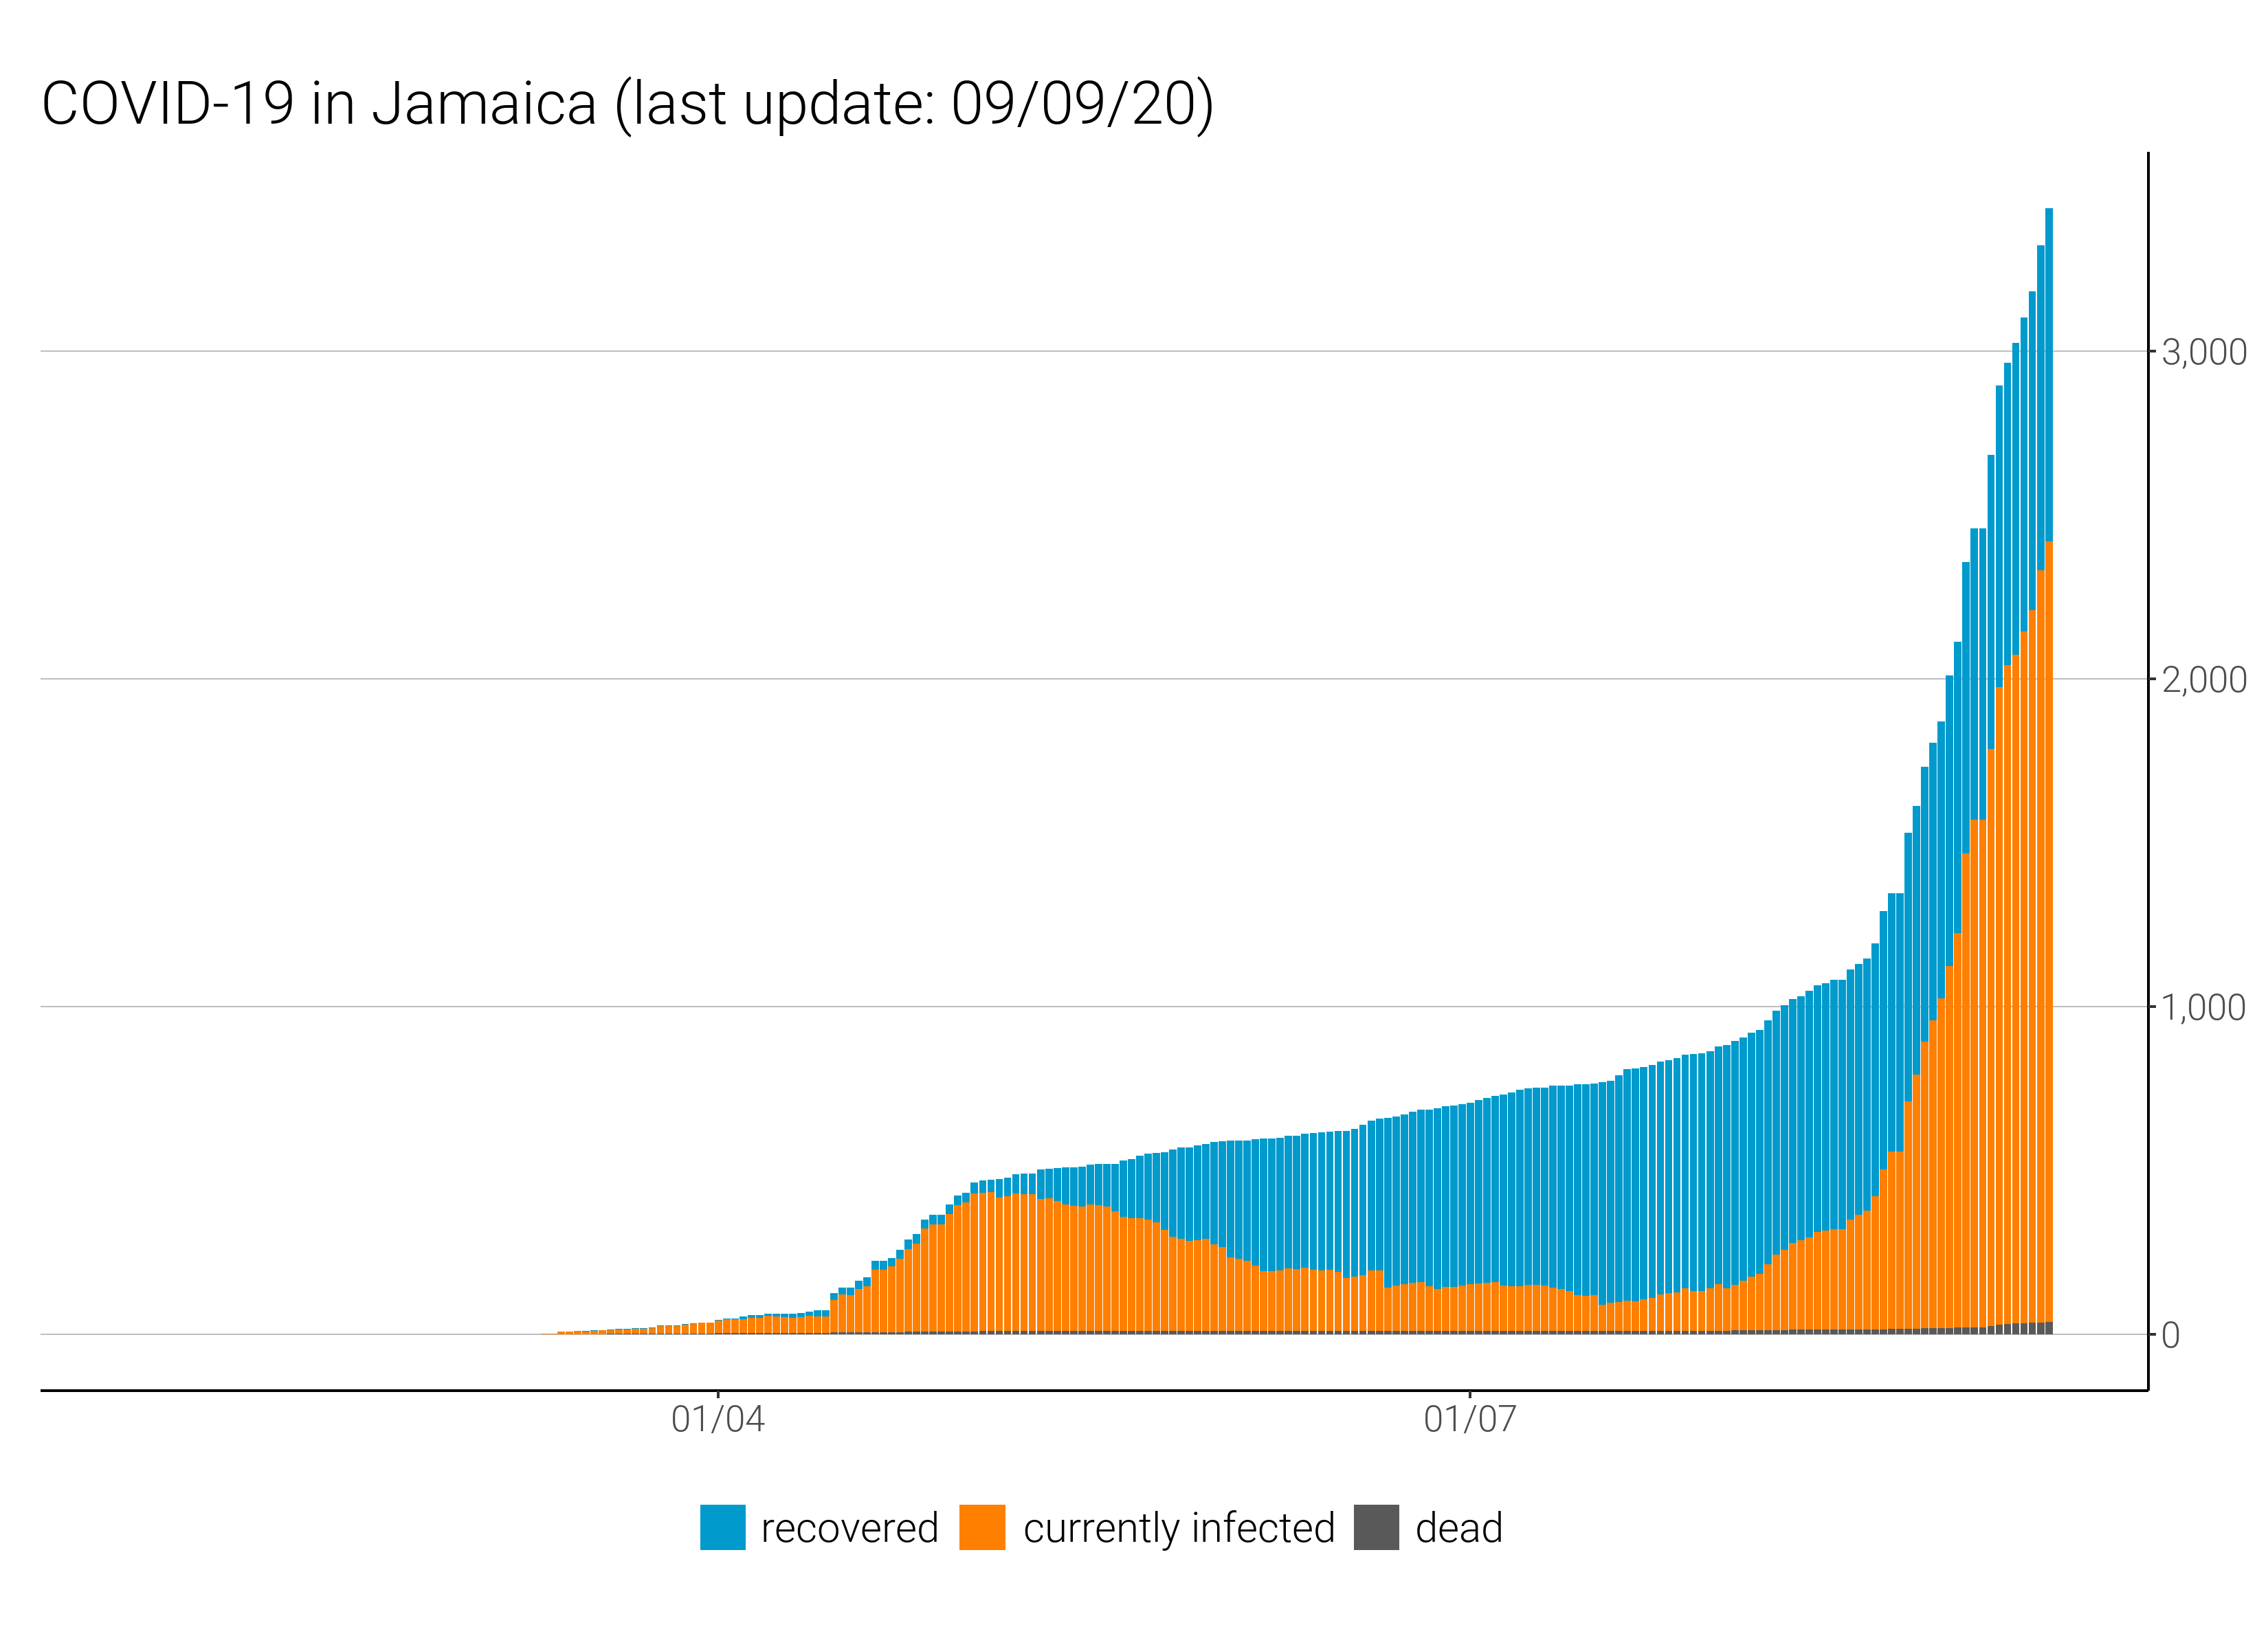 COVID-19 in Jamaica (last update: 09/09/20)
3,000
2,000
1,000
0
01/04 01/07
recovered currently infected dead